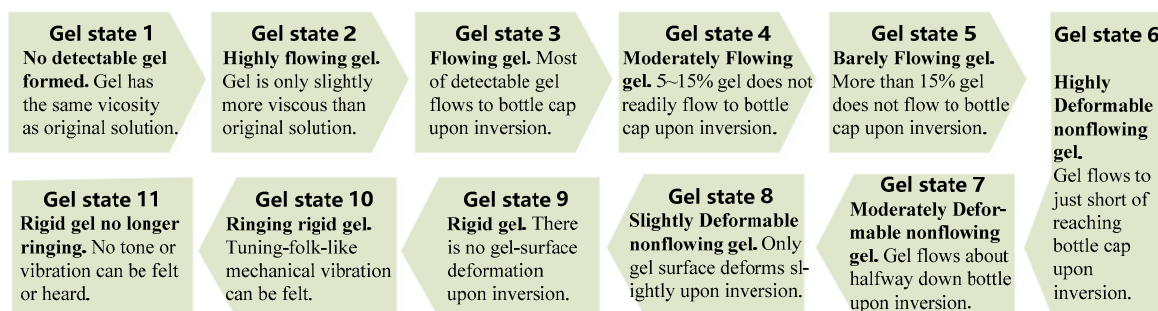 Gel state 1
No detectable gel
formed. Gel has
the same vicosity
as original solution.
Gel state 2
Highly flowing gel.
Gel is only slightly
more viscous than
original solution.
Gel state 3
Flowing gel. Most
of detectable gel
flows to bottle cap
upon inversion.
Gel state 4
Moderately Flowing
gel. 5~15% gel does not
readily flow to bottle
cap upon inversion.
Gel state 5
Barely Flowing gel.
More than 15% gel
does not flow to bottle
cap upon inversion.
Gel state 6
Highly
Deformable
nonflowing
gel.
Gel flows to
just short of
reaching
bottle cap
upon
inversion.
Gel state 7
Moderately Defor-
mable nonflowing
gel. Gel flows about
halfway down bottle
upon inversion.
Gel state 8
Slightly Deformable
nonflowing gel. Only
gel surface deforms sl-
ightly upon inversion.
Gel state 9
Rigid gel. There
is no gel-surface
deformation
upon inversion.
Gel state 10
Ringing rigid gel.
Tuning-folk-like
mechanical vibration
can be felt.
Gel state 11
Rigid gel no longer
ringing. No tone or
vibration can be felt
or heard.